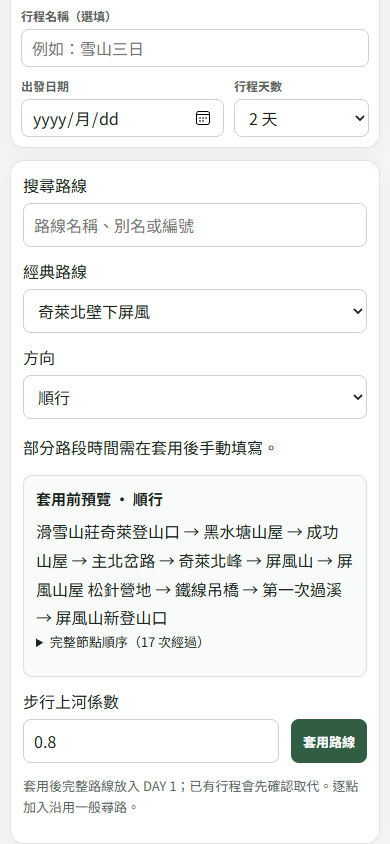 行程名稱（選填）
例如：雪山三日
出發日期
行程天數
yyyy/月/dd
2 天
搜尋路線
路線名稱、別名或編號
經典路線
奇萊北壁下屏風
方向
順行
部分路段時間需在套用後手動填寫。
套用前預覽 · 順行
滑雪山莊奇萊登山口 → 黑水塘山屋 → 成功
山屋 → 主北岔路 → 奇萊北峰 → 屏風山 → 屏
風山屋 松針營地 → 鐵線吊橋 → 第一次過溪
→ 屏風山新登山口
▶ 完整節點順序（17 次經過）
步行上河係數
0.8
套用路線
套用後完整路線放入 DAY 1；已有行程會先確認取代。逐點
加入沿用一般尋路。